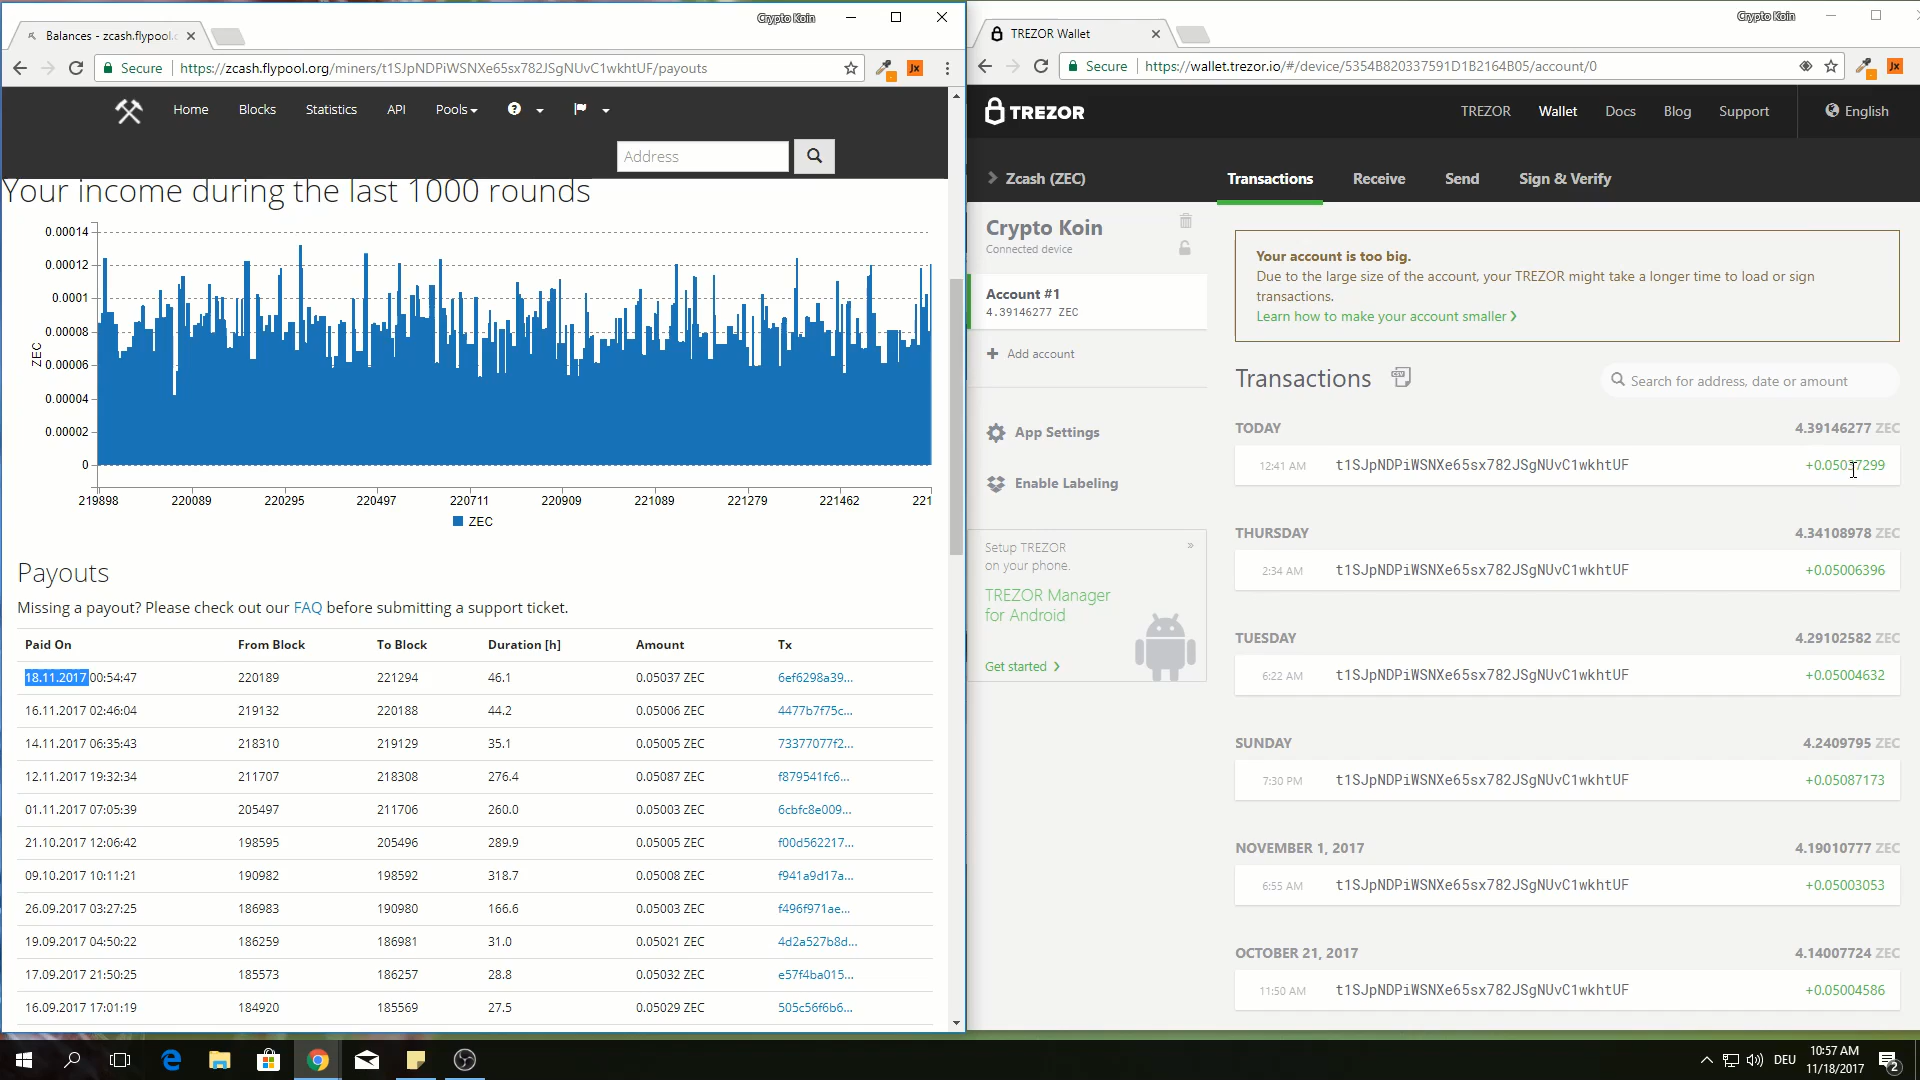 Crypto Koin
Balances - zcash.flypool.
Secure
https://zcash.flypool.org/miners/t1SJpNDPiWSNXe65sx782JSgNUvC1wkhtUF/payouts
Jx
Home
Blocks
Statistics
API
Pools
Address
Your income during the last 1000 rounds
0.00014
0.00012
0.0001
0.00008
0.00006
0.00004
0.00002
0
ZEC
219898 220089 220295 220497 220711 220909 221089 221279 221462 221
ZEC
Payouts
Missing a payout? Please check out our FAQ before submitting a support ticket.
Paid On From Block To Block Duration [h] Amount Tx
18.11.2017 00:54:47 220189 221294 46.1 0.05037 ZEC 6ef6298a39...
16.11.2017 02:46:04 219132 220188 44.2 0.05006 ZEC 4477b7f75c...
14.11.2017 06:35:43 218310 219129 35.1 0.05005 ZEC 73377077f2...
12.11.2017 19:32:34 211707 218308 276.4 0.05087 ZEC f879541fc6...
01.11.2017 07:05:39 205497 211706 260.0 0.05003 ZEC 6cbfc8e009...
21.10.2017 12:06:42 198595 205496 289.9 0.05005 ZEC f00d562217...
09.10.2017 10:11:21 190982 198592 318.7 0.05008 ZEC f941a9d17a...
26.09.2017 03:27:25 186983 190980 166.6 0.05003 ZEC f496f971ae...
19.09.2017 04:50:22 186259 186981 31.0 0.05021 ZEC 4d2a527b8d...
17.09.2017 21:50:25 185573 186257 28.8 0.05032 ZEC e57f4ba015...
16.09.2017 17:01:19 184920 185569 27.5 0.05029 ZEC 505c56f6b6...
Crypto Koin
TREZOR Wallet
Secure
https://wallet.trezor.io/#/device/5354B820337591D1B2164B05/account/0
Jx
TREZOR
TREZOR
Wallet
Docs
Blog
Support
English
Zcash (ZEC)
Transactions
Receive
Send
Sign & Verify
Crypto Koin
Connected device
Account #1
4.39146277 ZEC
Add account
App Settings
Enable Labeling
Setup TREZOR
on your phone.
»
TREZOR Manager
for Android
Get started
Your account is too big.
Due to the large size of the account, your TREZOR might take a longer time to load or sign
transactions.
Learn how to make your account smaller
Transactions
CSV
Search for address, date or amount
TODAY 4.39146277 ZEC
12:41 AM t1SJpNDPiWSNXe65sx782JSgNUvC1wkhtUF +0.05037299
THURSDAY 4.34108978 ZEC
2:34 AM t1SJpNDPiWSNXe65sx782JSgNUvC1wkhtUF +0.05006396
TUESDAY 4.29102582 ZEC
6:22 AM t1SJpNDPiWSNXe65sx782JSgNUvC1wkhtUF +0.05004632
SUNDAY 4.2409795 ZEC
7:30 PM t1SJpNDPiWSNXe65sx782JSgNUvC1wkhtUF +0.05087173
NOVEMBER 1, 2017 4.19010777 ZEC
6:55 AM t1SJpNDPiWSNXe65sx782JSgNUvC1wkhtUF +0.05003053
OCTOBER 21, 2017 4.14007724 ZEC
11:50 AM t1SJpNDPiWSNXe65sx782JSgNUvC1wkhtUF +0.05004586
DEU
10:57 AM
11/18/2017
2